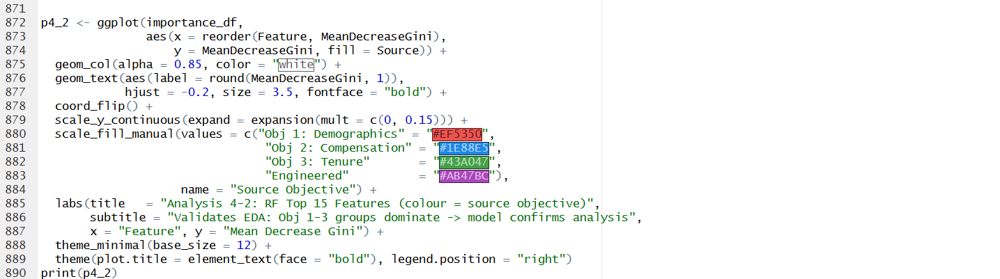 871
872 p4_2 <- ggplot(importance_df,
873                aes(x = reorder(Feature, MeanDecreaseGini),
874                    y = MeanDecreaseGini, fill = Source)) +
875   geom_col(alpha = 0.85, color = "white") +
876   geom_text(aes(label = round(MeanDecreaseGini, 1)),
877             hjust = -0.2, size = 3.5, fontface = "bold") +
878   coord_flip() +
879   scale_y_continuous(expand = expansion(mult = c(0, 0.15))) +
880   scale_fill_manual(values = c("Obj 1: Demographics" = "#EF5350",
881                                 "Obj 2: Compensation" = "#1E88E5",
882                                 "Obj 3: Tenure"       = "#43A047",
883                                 "Engineered"          = "#AB47BC"),
884                     name = "Source Objective") +
885   labs(title   = "Analysis 4-2: RF Top 15 Features (colour = source objective)",
886        subtitle = "Validates EDA: Obj 1-3 groups dominate -> model confirms analysis",
887        x = "Feature", y = "Mean Decrease Gini") +
888   theme_minimal(base_size = 12) +
889   theme(plot.title = element_text(face = "bold"), legend.position = "right")
890 print(p4_2)